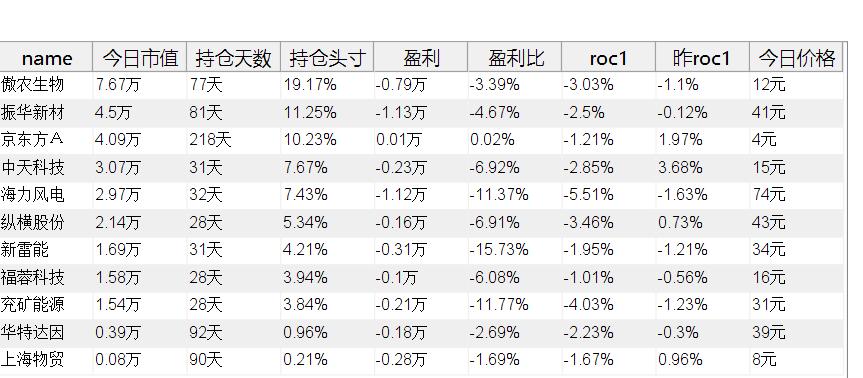 name 今日市值 持仓天数 持仓头寸 盈利 盈利比 roc1 昨roc1 今日价格
傲农生物 7.67万 77天 19.17% -0.79万 -3.39% -3.03% -1.1% 12元
振华新材 4.5万 81天 11.25% -1.13万 -4.67% -2.5% -0.12% 41元
京东方A 4.09万 218天 10.23% 0.01万 0.02% -1.21% 1.97% 4元
中天科技 3.07万 31天 7.67% -0.23万 -6.92% -2.85% 3.68% 15元
海力风电 2.97万 32天 7.43% -1.12万 -11.37% -5.51% -1.63% 74元
纵横股份 2.14万 28天 5.34% -0.16万 -6.91% -3.46% 0.73% 43元
新雷能 1.69万 31天 4.21% -0.31万 -15.73% -1.95% -1.21% 34元
福蓉科技 1.58万 28天 3.94% -0.1万 -6.08% -1.01% -0.56% 16元
兖矿能源 1.54万 28天 3.84% -0.21万 -11.77% -4.03% -1.23% 31元
华特达因 0.39万 92天 0.96% -0.18万 -2.69% -2.23% -0.3% 39元
上海物贸 0.08万 90天 0.21% -0.28万 -1.69% -1.67% 0.96% 8元